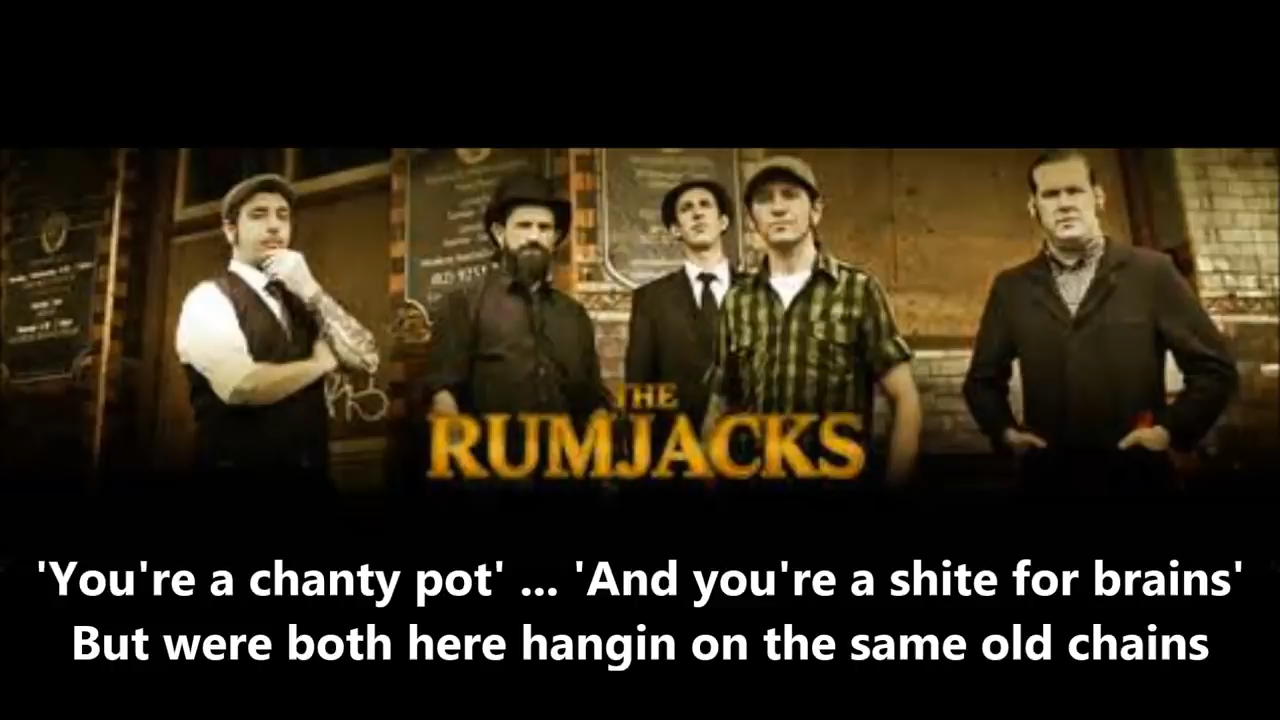 THE
RUMJACKS
'You're a chanty pot' ... 'And you're a shite for brains'
But were both here hangin on the same old chains